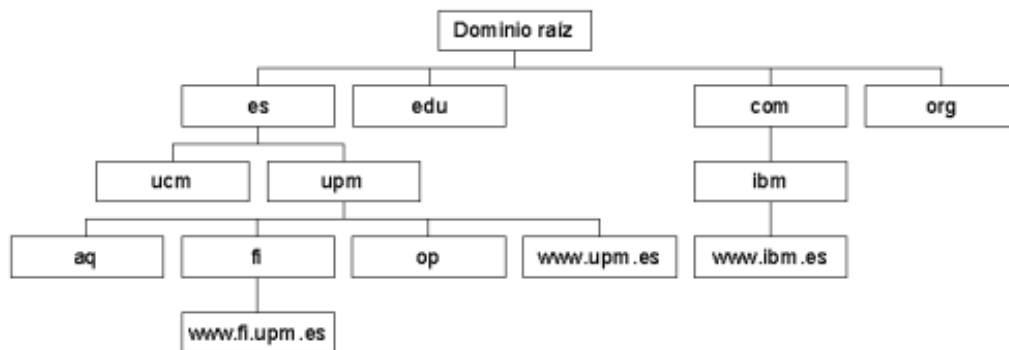 Dominio raíz
es
edu
com
org
ucm
upm
ibm
aq
fi
op
www.upm.es
www.ibm.es
www.fi.upm.es